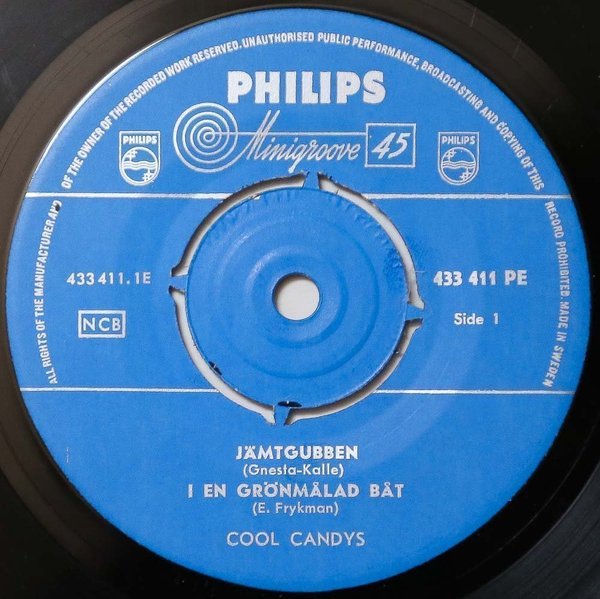 ALL RIGHTS OF THE MANUFACTURER AND OF THE OWNER OF THE RECORDED WORK RESERVED. UNAUTHORISED PUBLIC PERFORMANCE, BROADCASTING AND COPYING OF THIS RECORD PROHIBITED. MADE IN SWEDEN
PHILIPS
Minigroove 45
PHILIPS
PHILIPS
433 411.1E
433 411 PE
NCB
Side 1
JÄMTGUBBEN
(Gnesta-Kalle)
I EN GRÖNMÅLAD BÅT
(E. Frykman)
COOL CANDYS